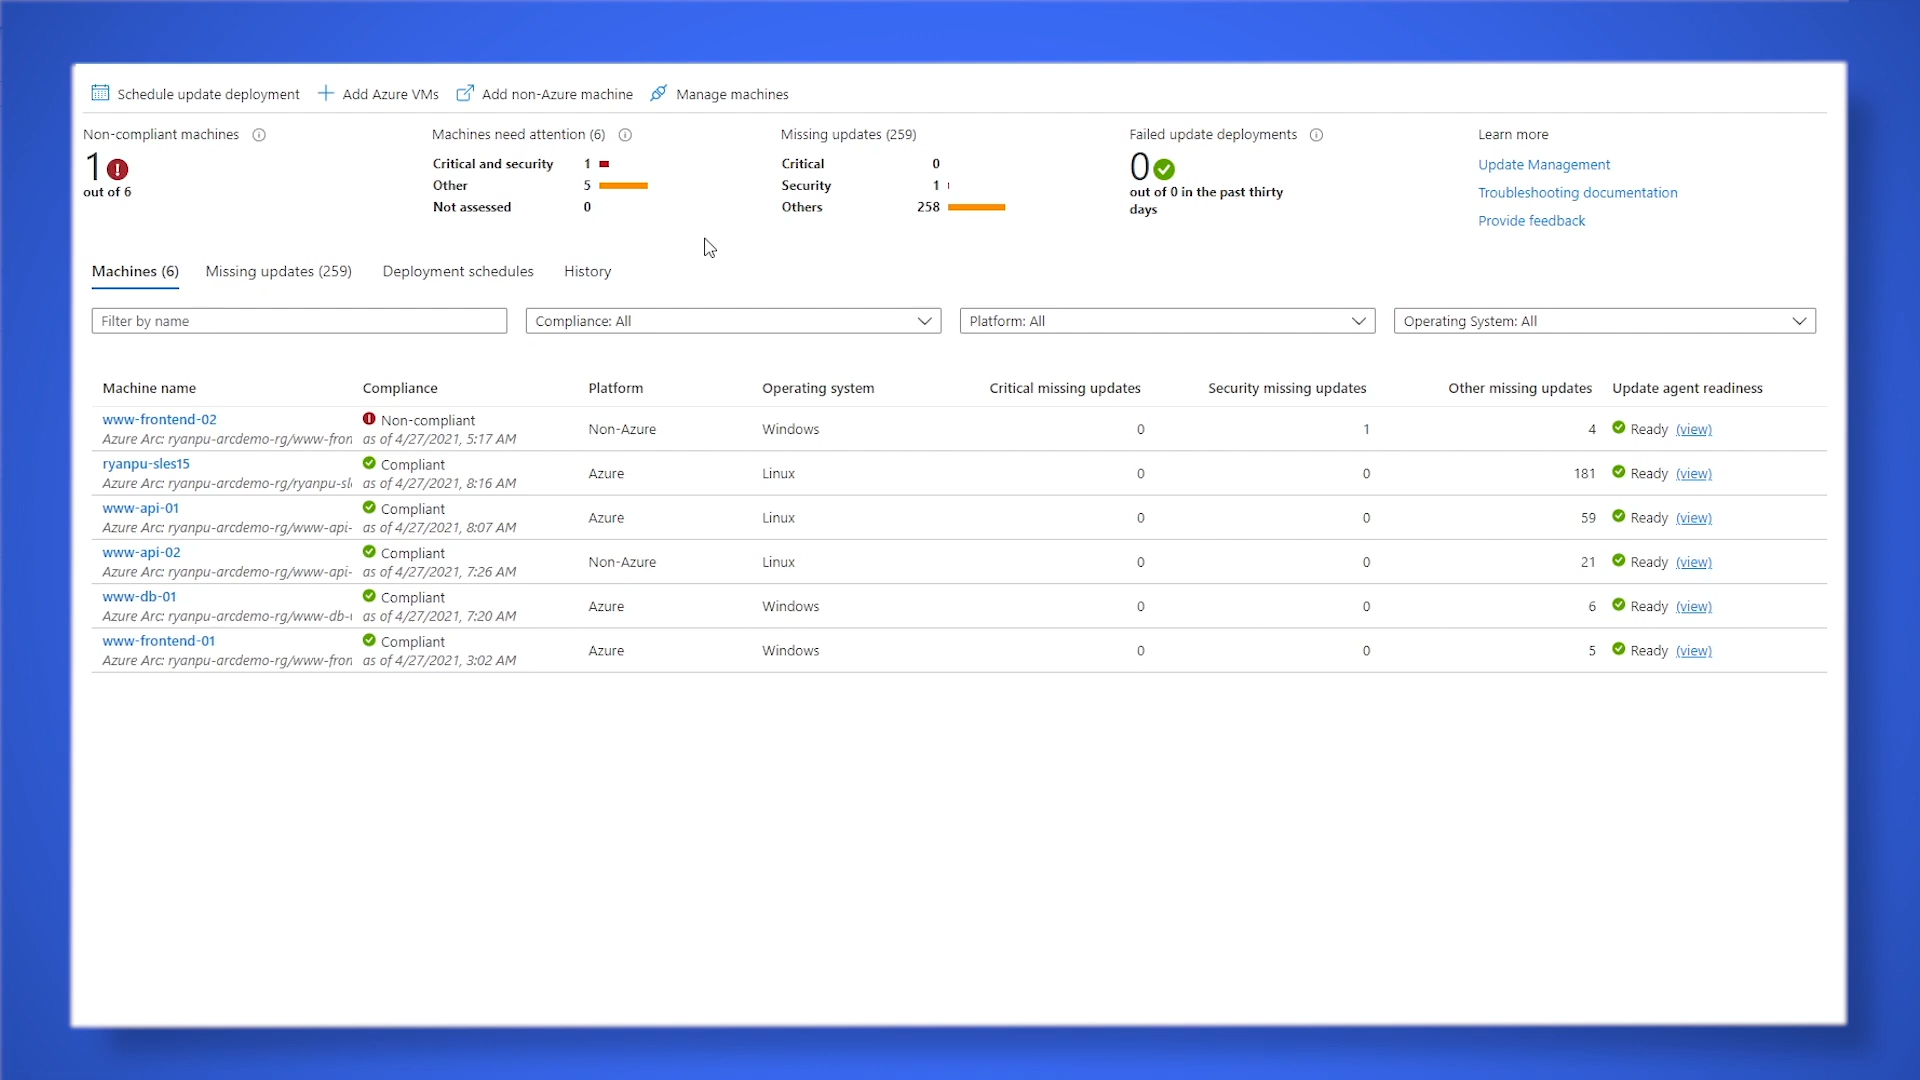 Schedule update deployment Add Azure VMs Add non-Azure machine Manage machines
Non-compliant machines
1
out of 6
Machines need attention (6)
Critical and security 1
Other 5
Not assessed 0
Missing updates (259)
Critical 0
Security 1
Others 258
Failed update deployments
0
out of 0 in the past thirty
days
Learn more
Update Management
Troubleshooting documentation
Provide feedback
Machines (6) Missing updates (259) Deployment schedules History
Filter by name Compliance: All Platform: All Operating System: All
Machine name Compliance Platform Operating system Critical missing updates Security missing updates Other missing updates Update agent readiness
www-frontend-02 Non-compliant Non-Azure Windows 0 1 4 Ready (view)
Azure Arc: ryanpu-arcdemo-rg/www-fron as of 4/27/2021, 5:17 AM
ryanpu-sles15 Compliant Azure Linux 0 0 181 Ready (view)
Azure Arc: ryanpu-arcdemo-rg/ryanpu-sl as of 4/27/2021, 8:16 AM
www-api-01 Compliant Azure Linux 0 0 59 Ready (view)
Azure Arc: ryanpu-arcdemo-rg/www-api- as of 4/27/2021, 8:07 AM
www-api-02 Compliant Non-Azure Linux 0 0 21 Ready (view)
Azure Arc: ryanpu-arcdemo-rg/www-api- as of 4/27/2021, 7:26 AM
www-db-01 Compliant Azure Windows 0 0 6 Ready (view)
Azure Arc: ryanpu-arcdemo-rg/www-db- as of 4/27/2021, 7:20 AM
www-frontend-01 Compliant Azure Windows 0 0 5 Ready (view)
Azure Arc: ryanpu-arcdemo-rg/www-fron as of 4/27/2021, 3:02 AM